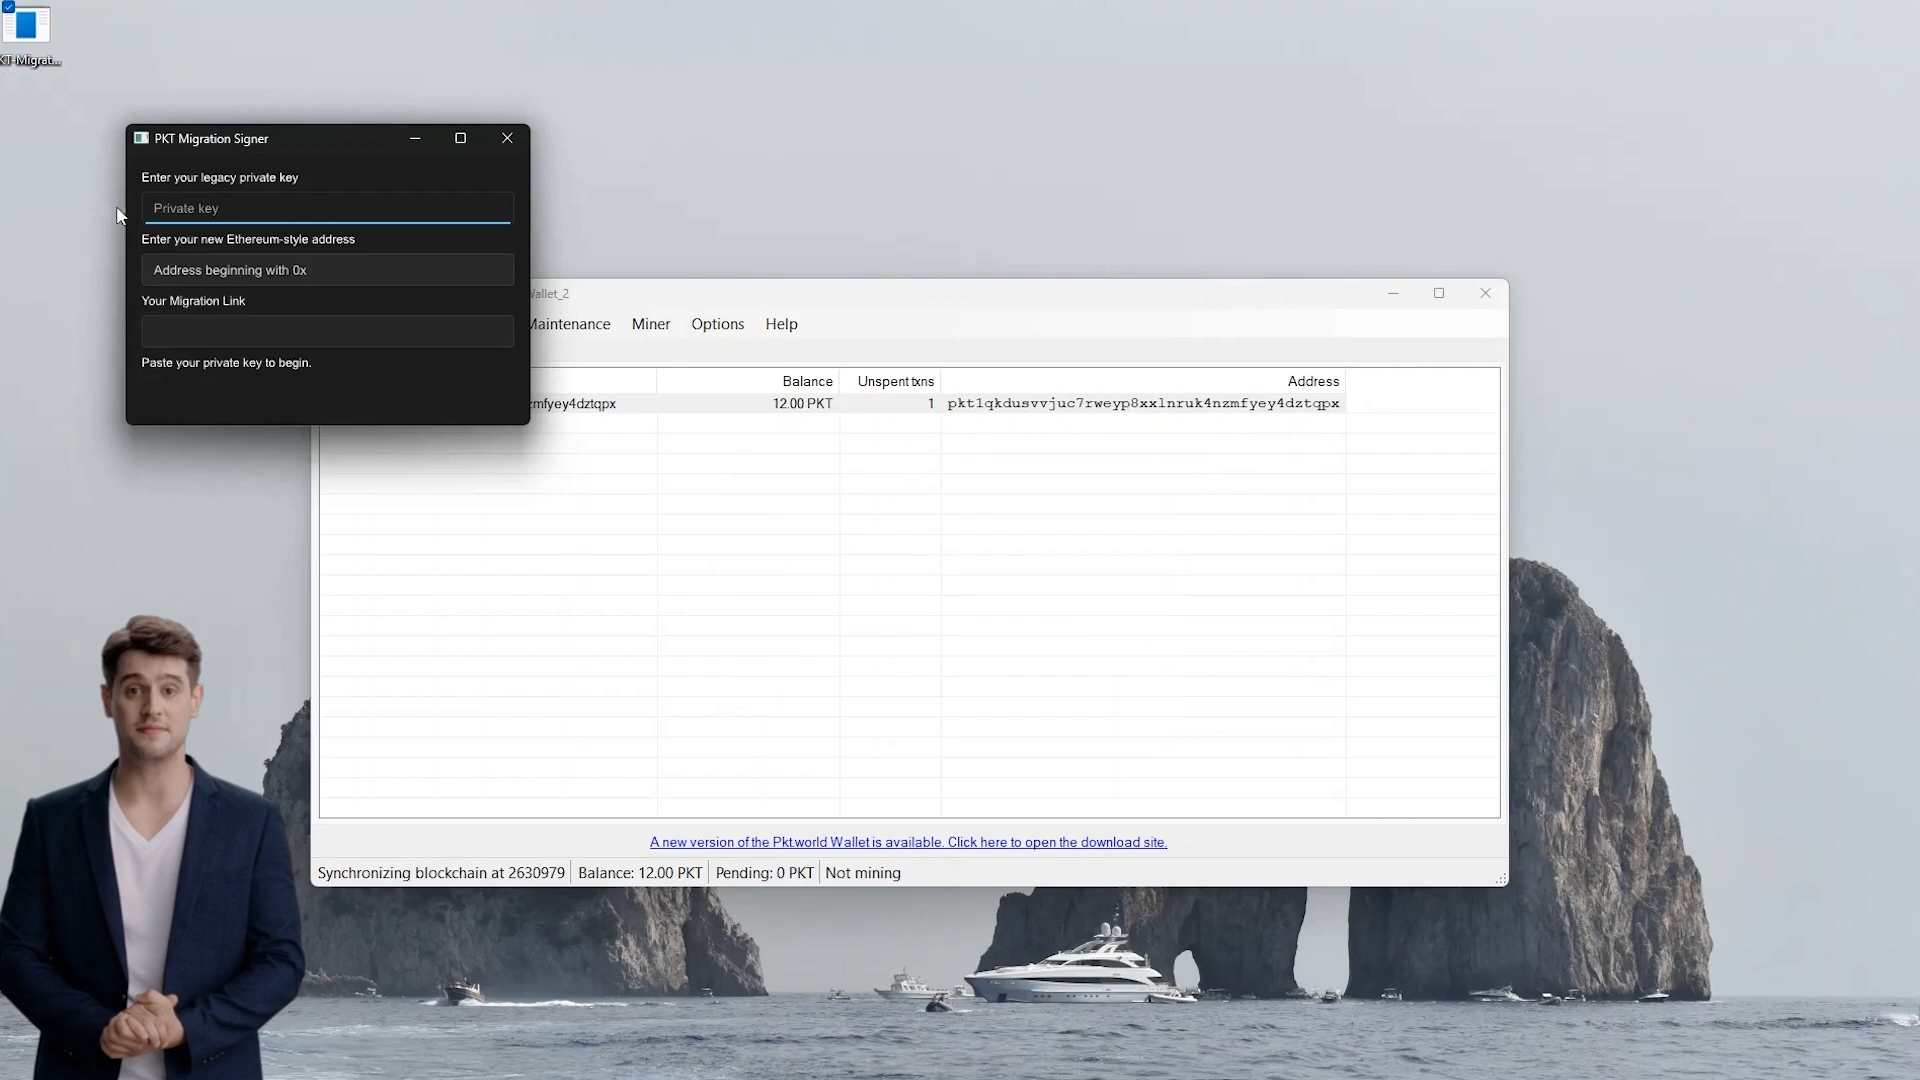 KT-Migrat...
PKT Migration Signer
Enter your legacy private key
Private key
Enter your new Ethereum-style address
Address beginning with 0x
Your Migration Link
Paste your private key to begin.
Wallet_2
Maintenance Miner Options Help
Balance Unspent txns Address
zmfyey4dztqpx 12.00 PKT 1 pkt1qkdusvvjuc7rweyp8xxlnruk4nzmfyey4dztqpx
A new version of the Pkt.world Wallet is available. Click here to open the download site.
Synchronizing blockchain at 2630979 Balance: 12.00 PKT Pending: 0 PKT Not mining